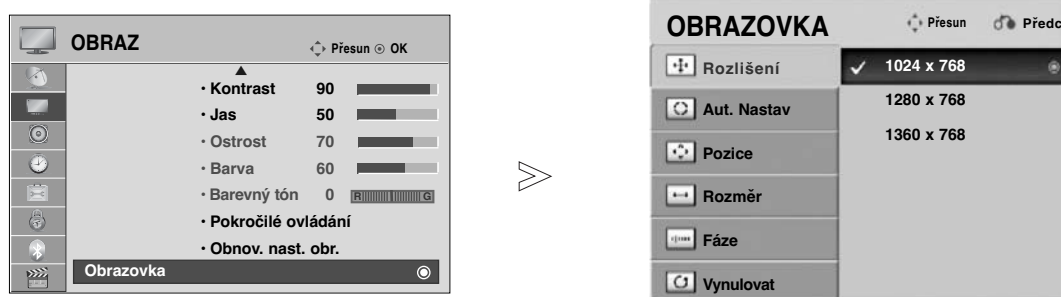 OBRAZ
Přesun OK
• Kontrast 90
• Jas 50
• Ostrost 70
• Barva 60
• Barevný tón 0 R G
• Pokročilé ovládání
• Obnov. nast. obr.
Obrazovka
OBRAZOVKA
Přesun Předc
Rozlišení
Aut. Nastav
Pozice
Rozměr
Fáze
Vynulovat
1024 x 768
1280 x 768
1360 x 768